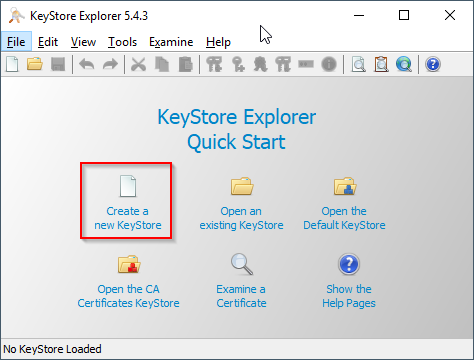 KeyStore Explorer 5.4.3
File Edit View Tools Examine Help
KeyStore Explorer
Quick Start
Create a
new KeyStore
Open an
existing KeyStore
Open the
Default KeyStore
Open the CA
Certificates KeyStore
Examine a
Certificate
Show the
Help Pages
No KeyStore Loaded